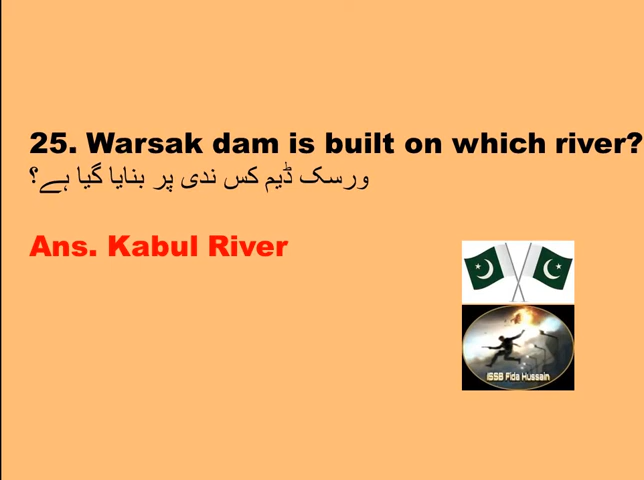 25. Warsak dam is built on which river?
ورسک ڈیم کس ندی پر بنایا گیا ہے؟
Ans. Kabul River
ISSB Fida Hussain